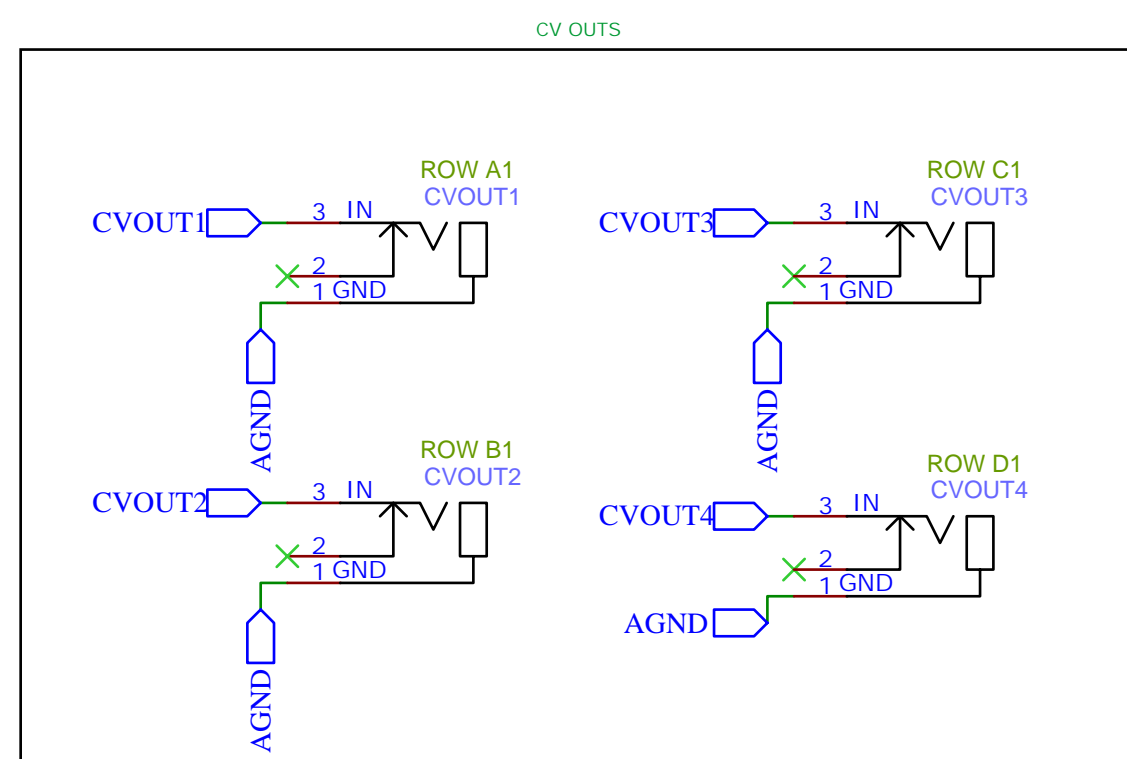 CV OUTS
ROW A1
CVOUT1
CVOUT1
3 IN
2
1 GND
AGND
ROW C1
CVOUT3
CVOUT3
3 IN
2
1 GND
AGND
ROW B1
CVOUT2
CVOUT2
3 IN
2
1 GND
AGND
ROW D1
CVOUT4
CVOUT4
3 IN
2
1 GND
AGND